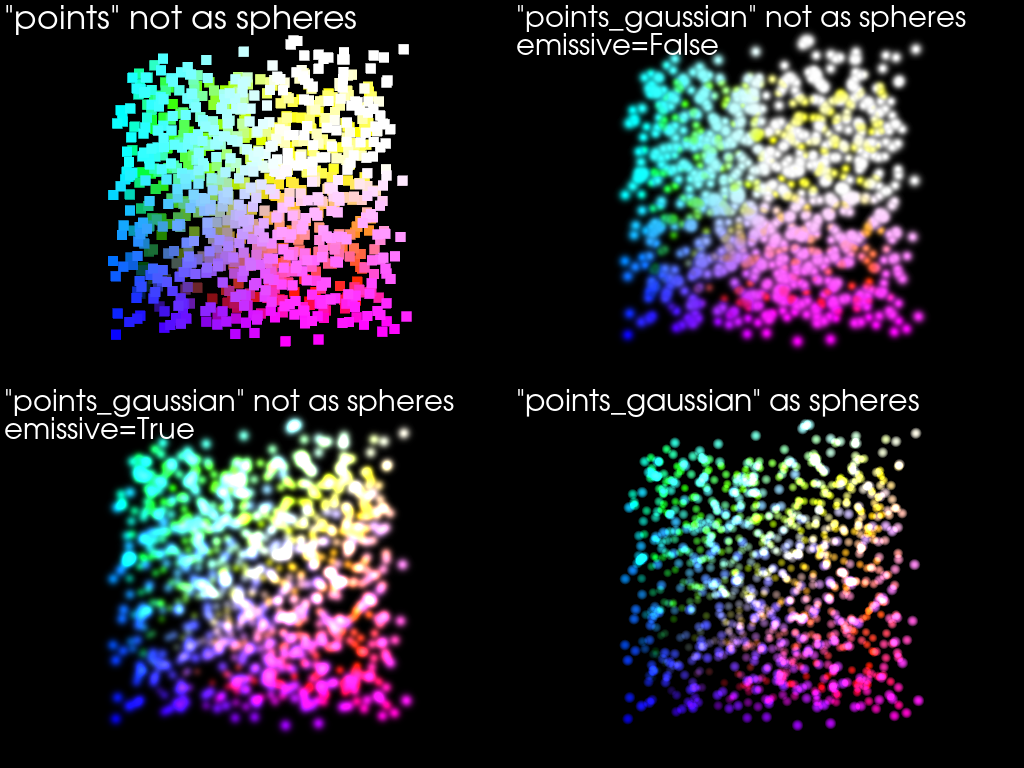 "points" not as spheres
"points_gaussian" not as spheres
emissive=False
"points_gaussian" not as spheres
emissive=True
"points_gaussian" as spheres